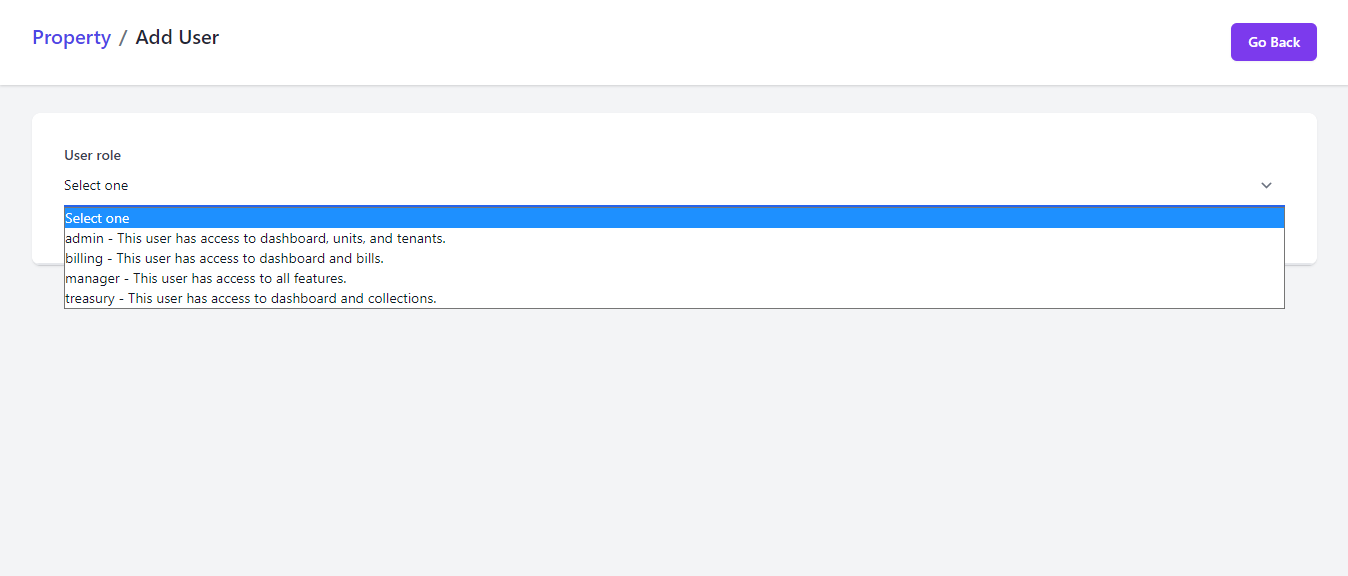 Property / Add User
Go Back
User role
Select one
Select one
admin - This user has access to dashboard, units, and tenants.
billing - This user has access to dashboard and bills.
manager - This user has access to all features.
treasury - This user has access to dashboard and collections.